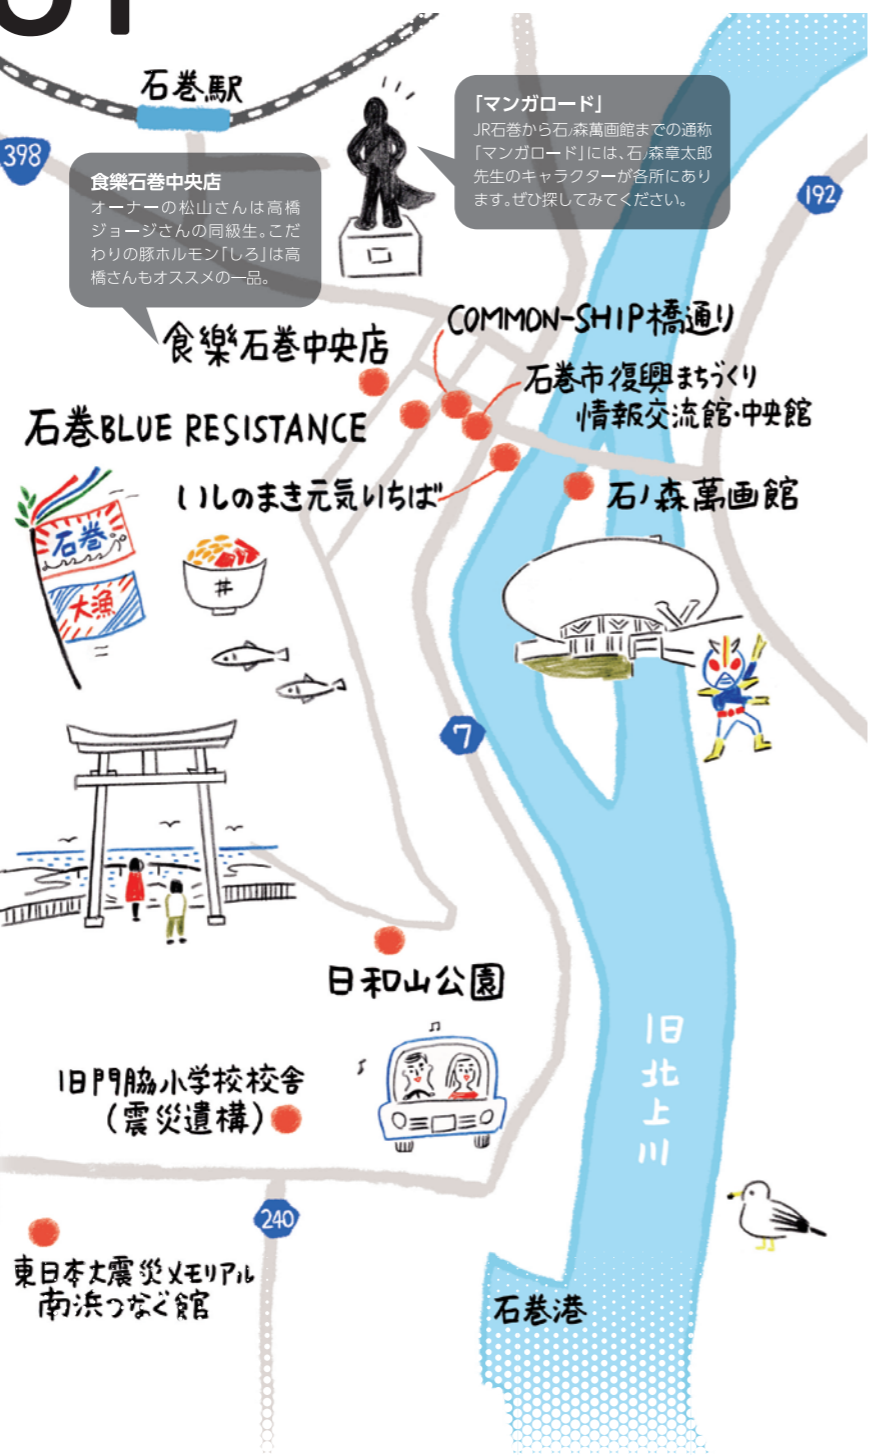 石巻駅
398
「マンガロード」
JR石巻から石ノ森萬画館までの通称
「マンガロード」には、石ノ森章太郎
先生のキャラクターが各所にあり
ます。ぜひ探してみてください。
192
食樂石巻中央店
オーナーの松山さんは高橋
ジョージさんの同級生。こだ
わりの豚ホルモン「しろ」は高
橋さんもオススメの一品。
COMMON-SHIP橋通り
食樂石巻中央店
石巻市復興まちづくり
情報交流館・中央館
石巻BLUE RESISTANCE
いしのまき元気いちば
石ノ森萬画館
石巻
大漁
井
7
日和山公園
旧北上川
旧門脇小学校校舎
(震災遺構)
240
東日本大震災メモリアル
南浜つなぐ館
石巻港